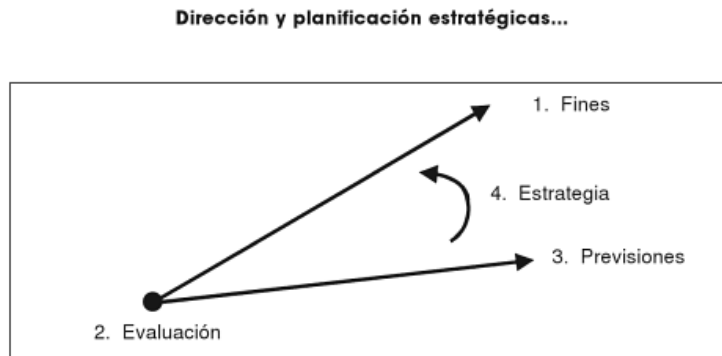 Dirección y planificación estratégicas...
1. Fines
4. Estrategia
3. Previsiones
2. Evaluación